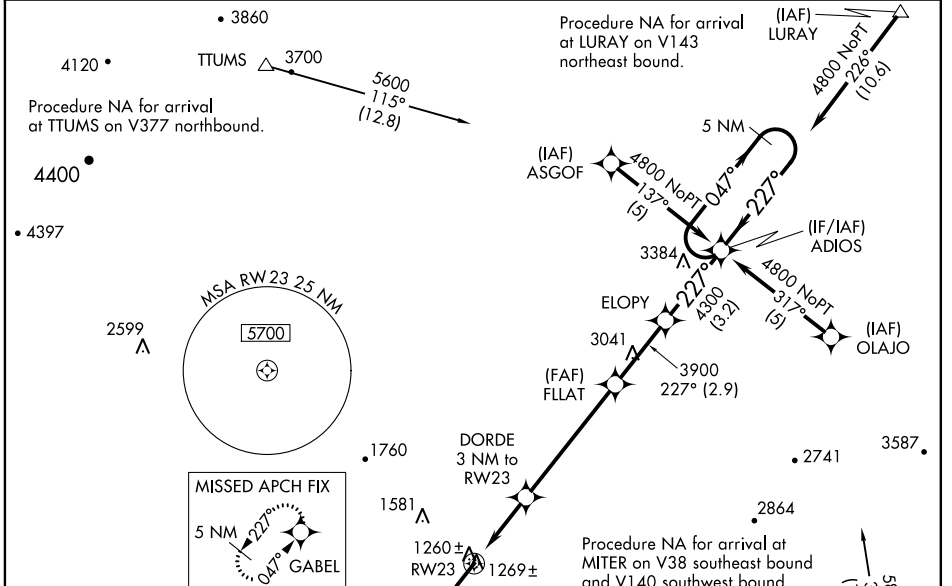 3860
(IAF)
LURAY
Procedure NA for arrival
at LURAY on V143
northeast bound.
TTUMS
3700
4120
5600
115°
(12.8)
4800 NoPT
226°
(10.6)
Procedure NA for arrival
at TTUMS on V377 northbound.
5 NM
(IAF)
ASGOF
4800 NoPT
137°
(5)
047°
227°
4400
4397
(IF/IAF)
ADIOS
3384
4800 NoPT
317°
(5)
(IAF)
OLAJO
227°
4300
(3.2)
ELOPY
MSA RW23 25 NM
5700
2599
3041
3900
227° (2.9)
(FAF)
FLLAT
DORDE
3 NM to
RW23
1760
2741
3587
MISSED APCH FIX
5 NM
227°
047°
GABEL
1581
2864
1260±
RW23
1269±
Procedure NA for arrival at
MITER on V38 southeast bound
and V140 southwest bound